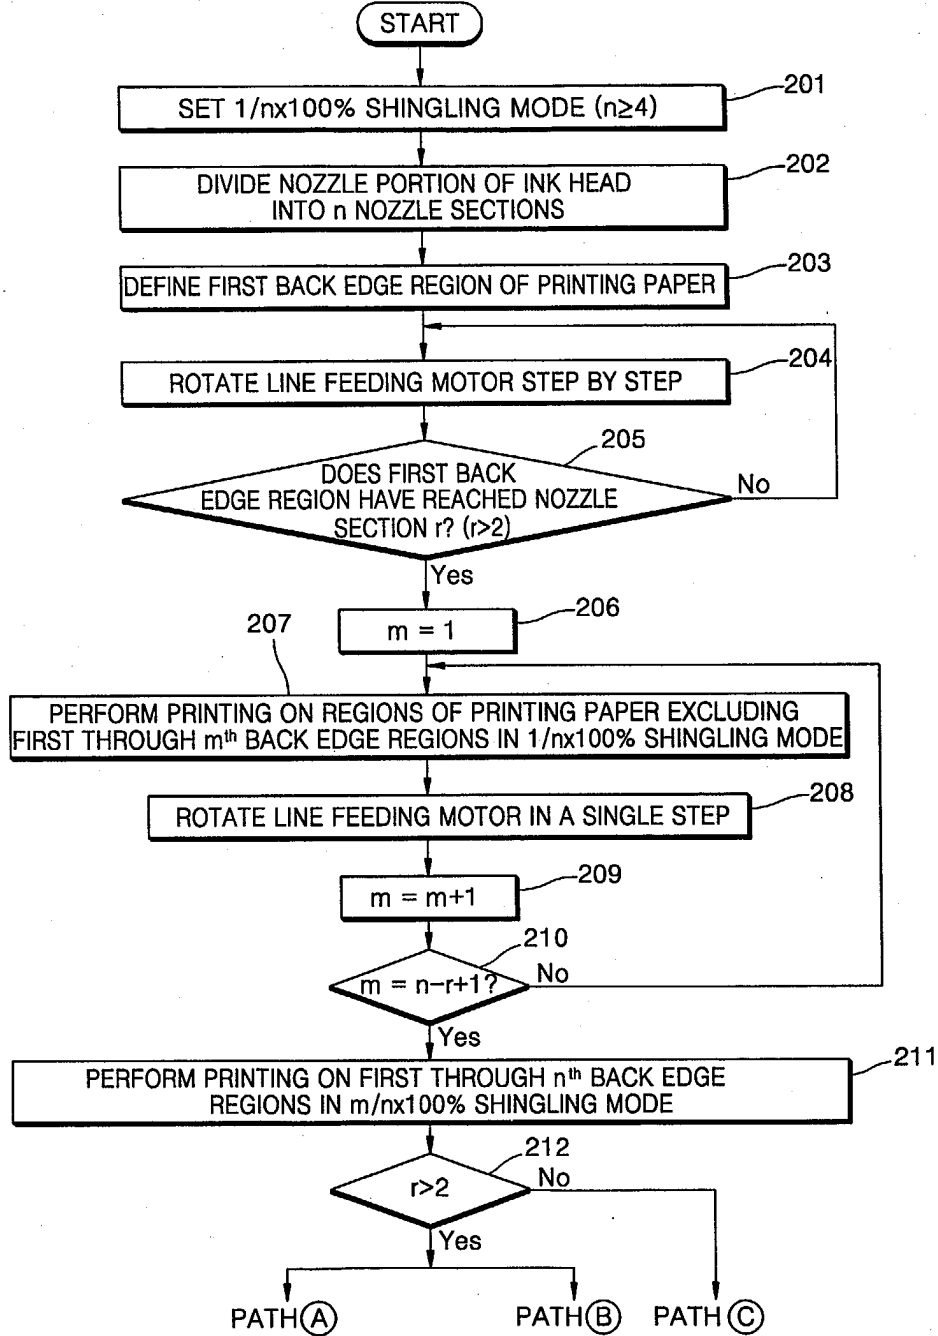 START
SET 1/nx100% SHINGLING MODE (n≥4)
201
DIVIDE NOZZLE PORTION OF INK HEAD
INTO n NOZZLE SECTIONS
202
DEFINE FIRST BACK EDGE REGION OF PRINTING PAPER
203
ROTATE LINE FEEDING MOTOR STEP BY STEP
204
DOES FIRST BACK
EDGE REGION HAVE REACHED NOZZLE
SECTION r? (r>2)
205
No
Yes
m = 1
206
207
PERFORM PRINTING ON REGIONS OF PRINTING PAPER EXCLUDING
FIRST THROUGH mth BACK EDGE REGIONS IN 1/nx100% SHINGLING MODE
ROTATE LINE FEEDING MOTOR IN A SINGLE STEP
208
m = m+1
209
m = n-r+1?
210
No
Yes
PERFORM PRINTING ON FIRST THROUGH nth BACK EDGE
REGIONS IN m/nx100% SHINGLING MODE
211
r>2
212
No
Yes
PATH A
PATH B
PATH C